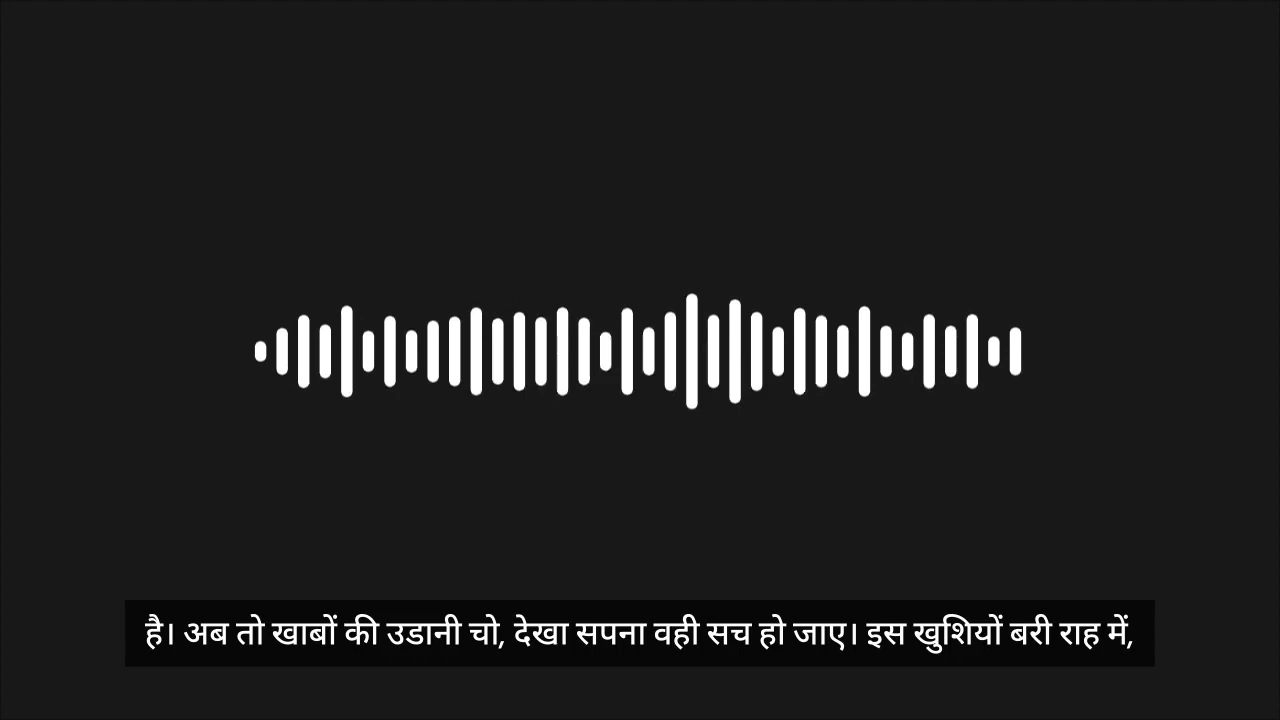 है। अब तो खाबों की उडानी चो, देखा सपना वही सच हो जाए। इस खुशियों बरी राह में,